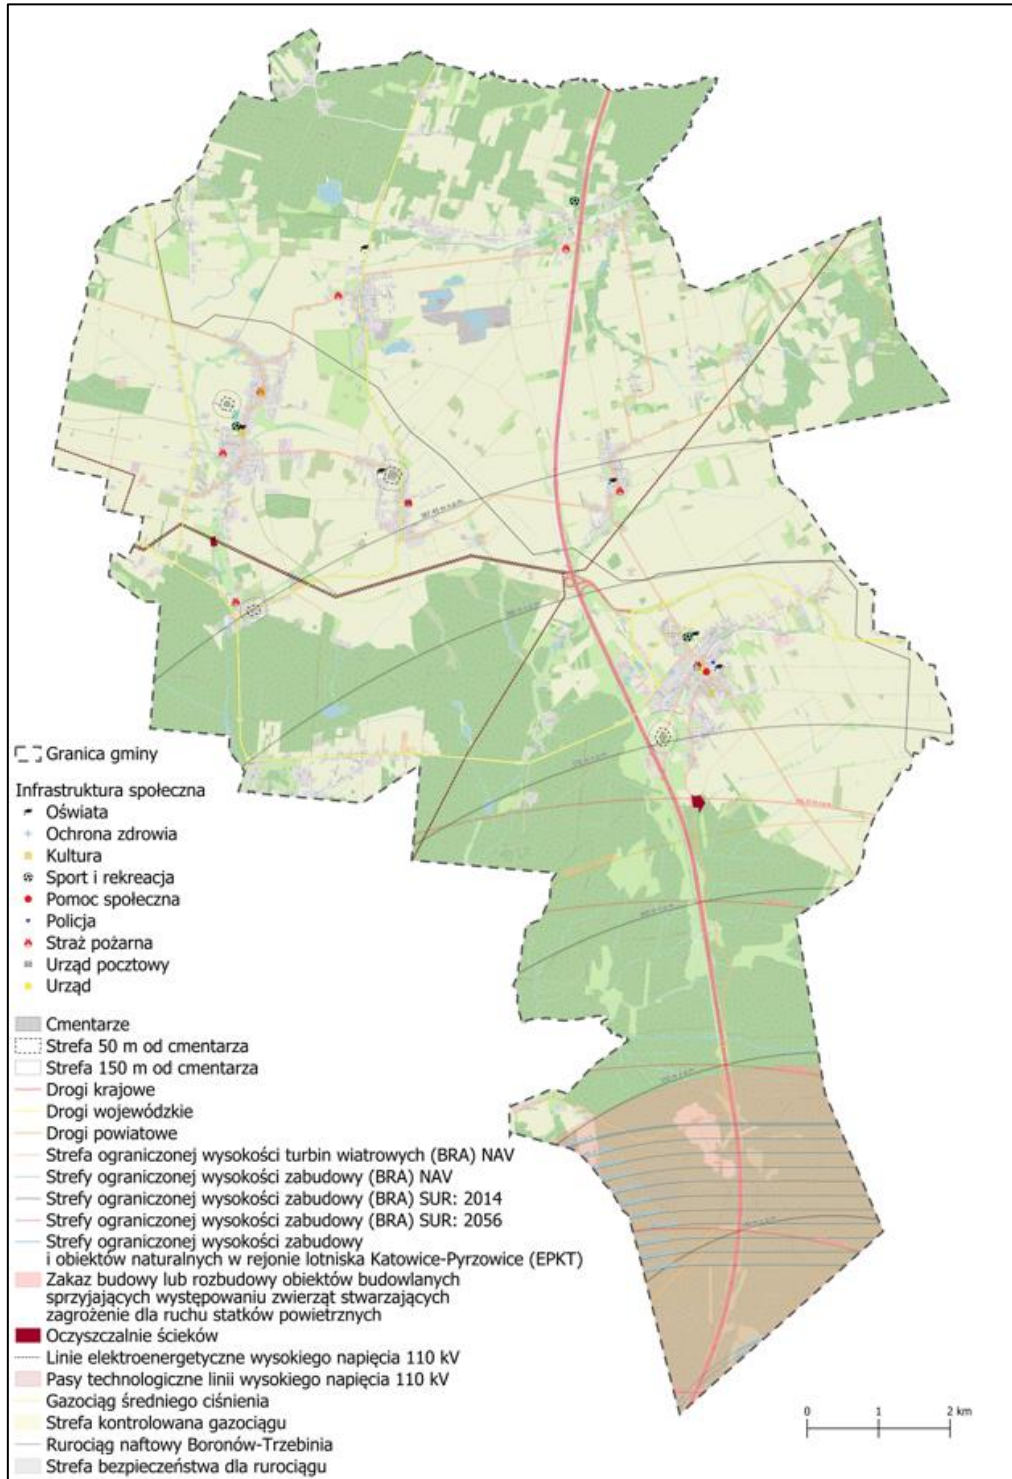 Granica gminy
Infrastruktura społeczna
Oświata
Ochrona zdrowia
Kultura
Sport i rekreacja
Pomoc społeczna
Policja
Straż pożarna
Urząd pocztowy
Urząd
Cmentarze
Strefa 50 m od cmentarza
Strefa 150 m od cmentarza
Drogi krajowe
Drogi wojewódzkie
Drogi powiatowe
Strefa ograniczonej wysokości turbin wiatrowych (BRA) NAV
Strefy ograniczonej wysokości zabudowy (BRA) NAV
Strefy ograniczonej wysokości zabudowy (BRA) SUR: 2014
Strefy ograniczonej wysokości zabudowy (BRA) SUR: 2056
Strefy ograniczonej wysokości zabudowy
i obiektów naturalnych w rejonie lotniska Katowice-Pyrzowice (EPKT)
Zakaz budowy lub rozbudowy obiektów budowlanych
sprzyjających występowaniu zwierząt stwarzających
zagrożenie dla ruchu statków powietrznych
Oczyszczalnie ścieków
Linie elektroenergetyczne wysokiego napięcia 110 kV
Pasy technologiczne linii wysokiego napięcia 110 kV
Gazociąg średniego ciśnienia
Strefa kontrolowana gazociągu
Rurociąg naftowy Boronów-Trzebinia
Strefa bezpieczeństwa dla rurociągu
0 1 2 km